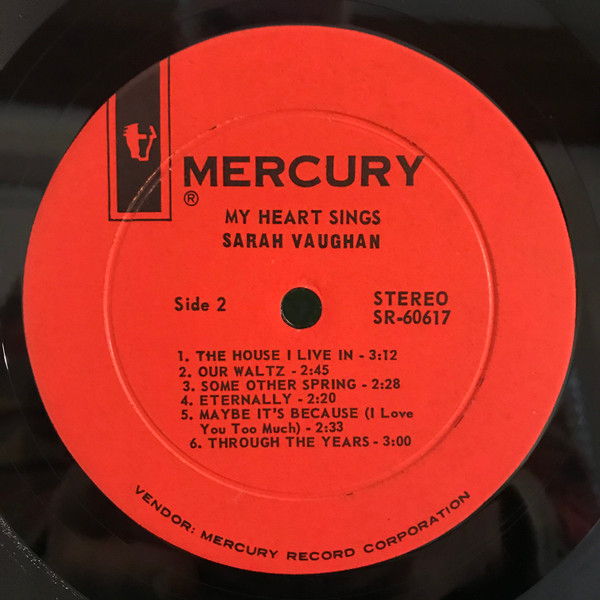 MERCURY
®
MY HEART SINGS
SARAH VAUGHAN
Side 2
STEREO
SR-60617
1. THE HOUSE I LIVE IN - 3:12
2. OUR WALTZ - 2:45
3. SOME OTHER SPRING - 2:28
4. ETERNALLY - 2:20
5. MAYBE IT'S BECAUSE (I Love
You Too Much) - 2:33
6. THROUGH THE YEARS - 3:00
VENDOR: MERCURY RECORD CORPORATION